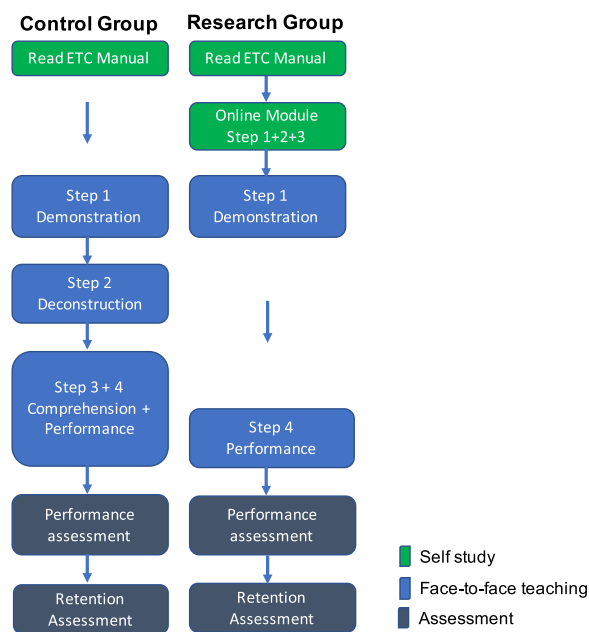 Control Group
Read ETC Manual
Step 1
Demonstration
Step 2
Deconstruction
Step 3 + 4
Comprehension +
Performance
Performance
assessment
Retention
Assessment
Research Group
Read ETC Manual
Online Module
Step 1+2+3
Step 1
Demonstration
Step 4
Performance
Performance
assessment
Retention
Assessment
Self study
Face-to-face teaching
Assessment